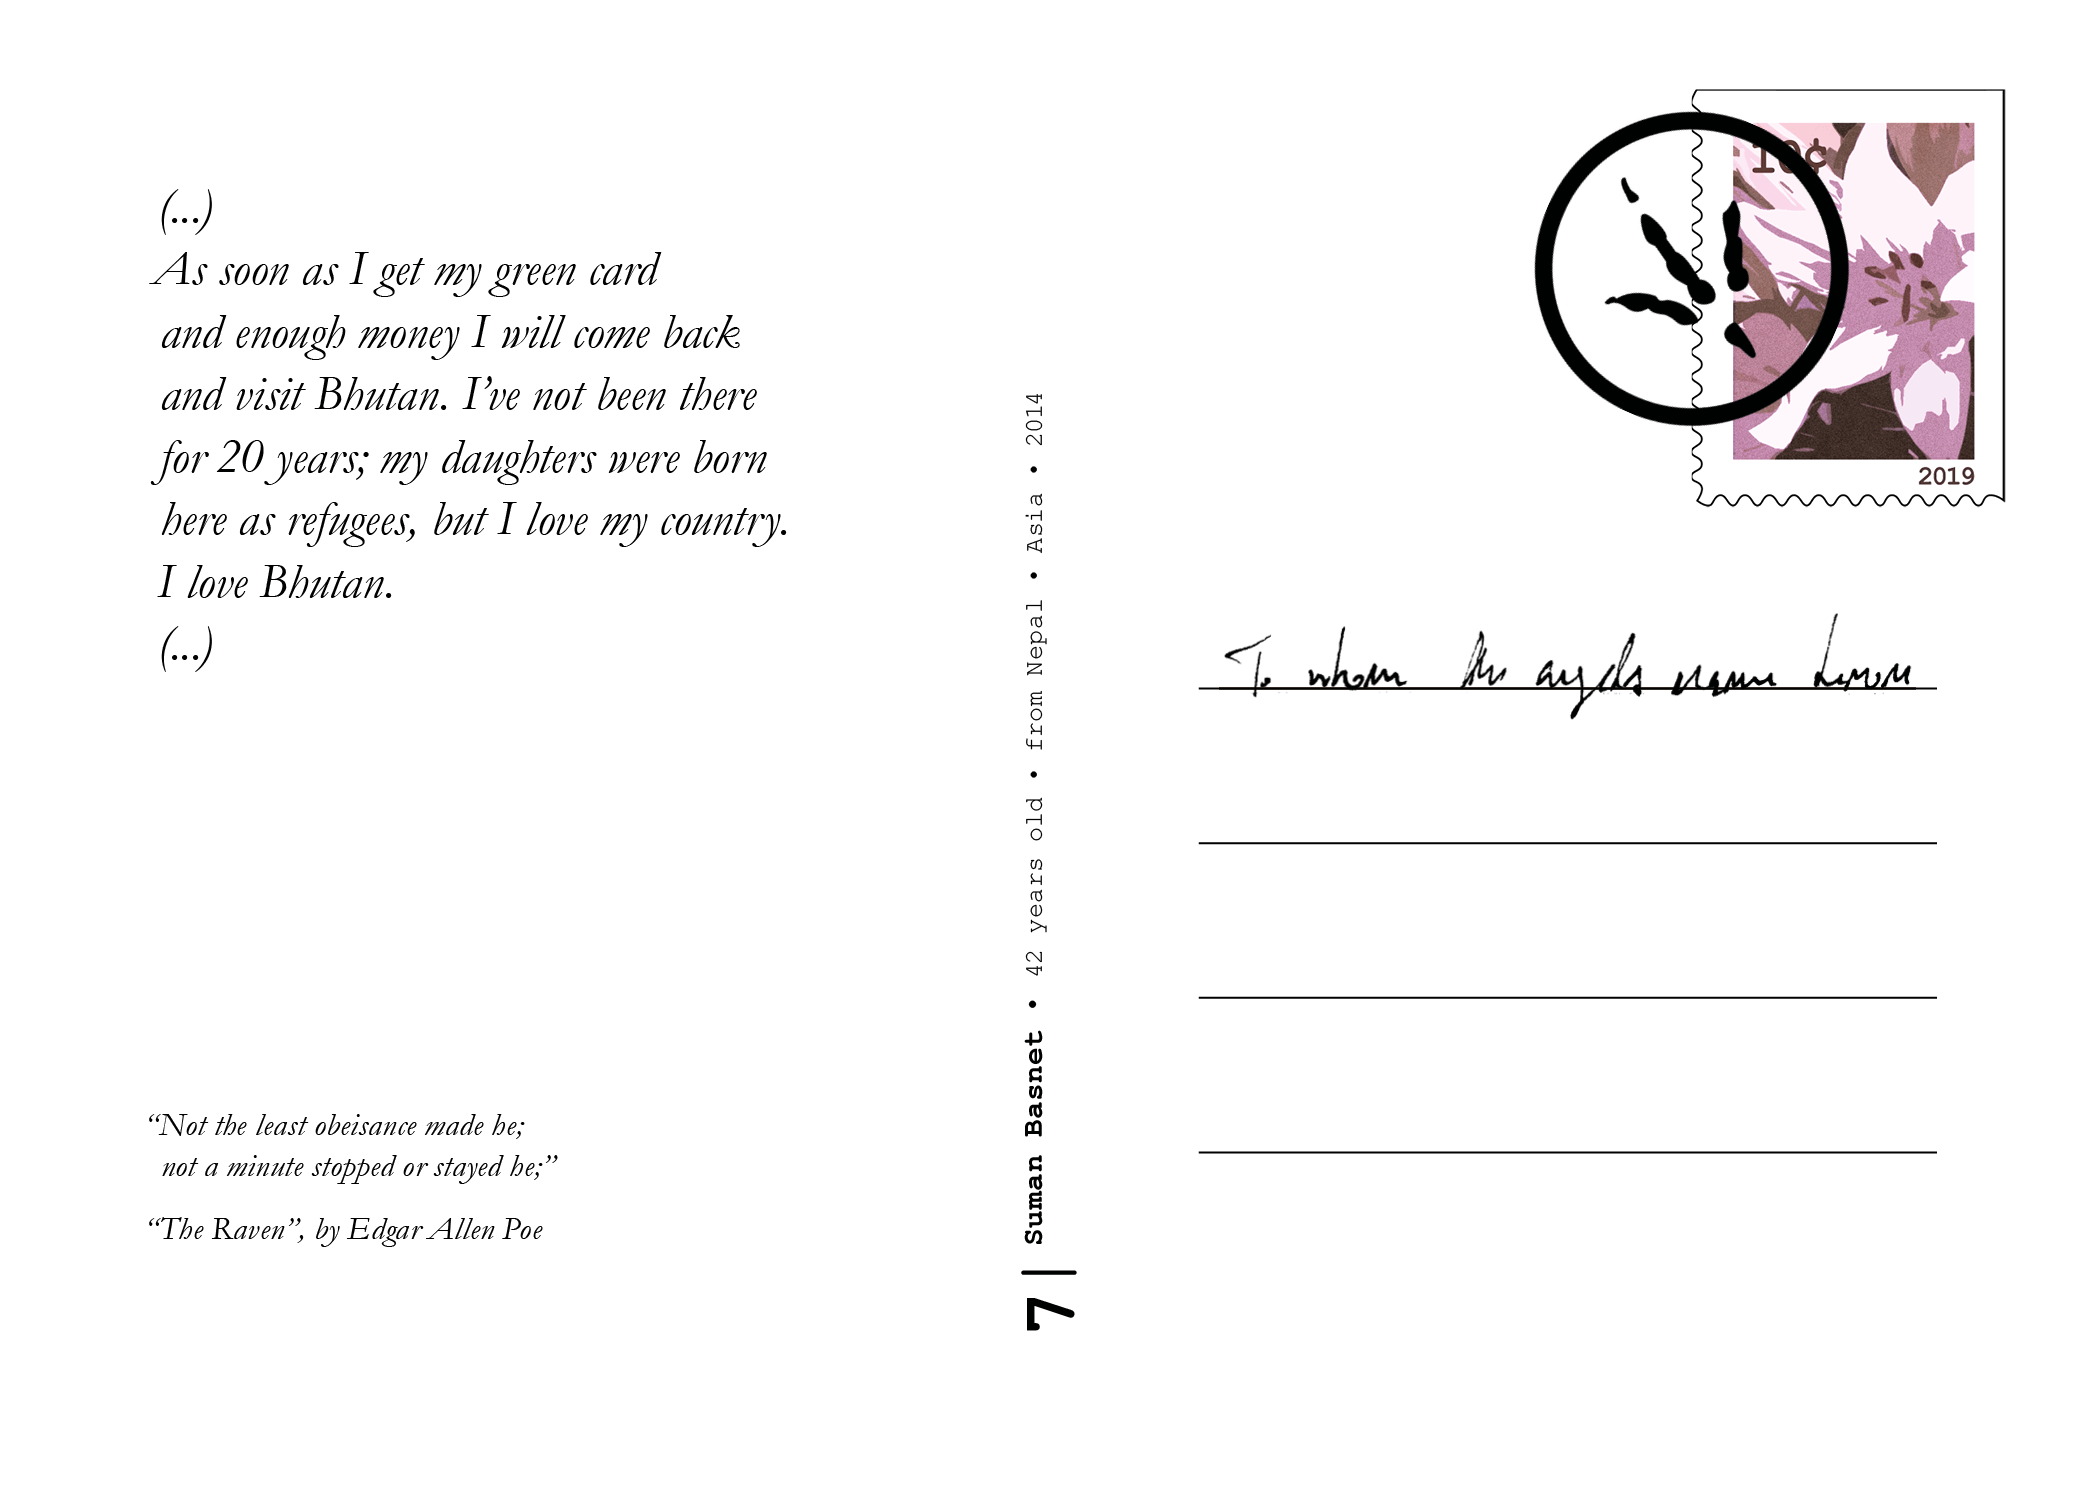 (...)
As soon as I get my green card
and enough money I will come back
and visit Bhutan. I’ve not been there
for 20 years; my daughters were born
here as refugees, but I love my country.
I love Bhutan.
(...)
“Not the least obeisance made he;
not a minute stopped or stayed he;”
“The Raven”, by Edgar Allen Poe
7 | Suman Basnet • 42 years old • from Nepal • Asia • 2014
10¢
2019
To whom the angels name Lenore